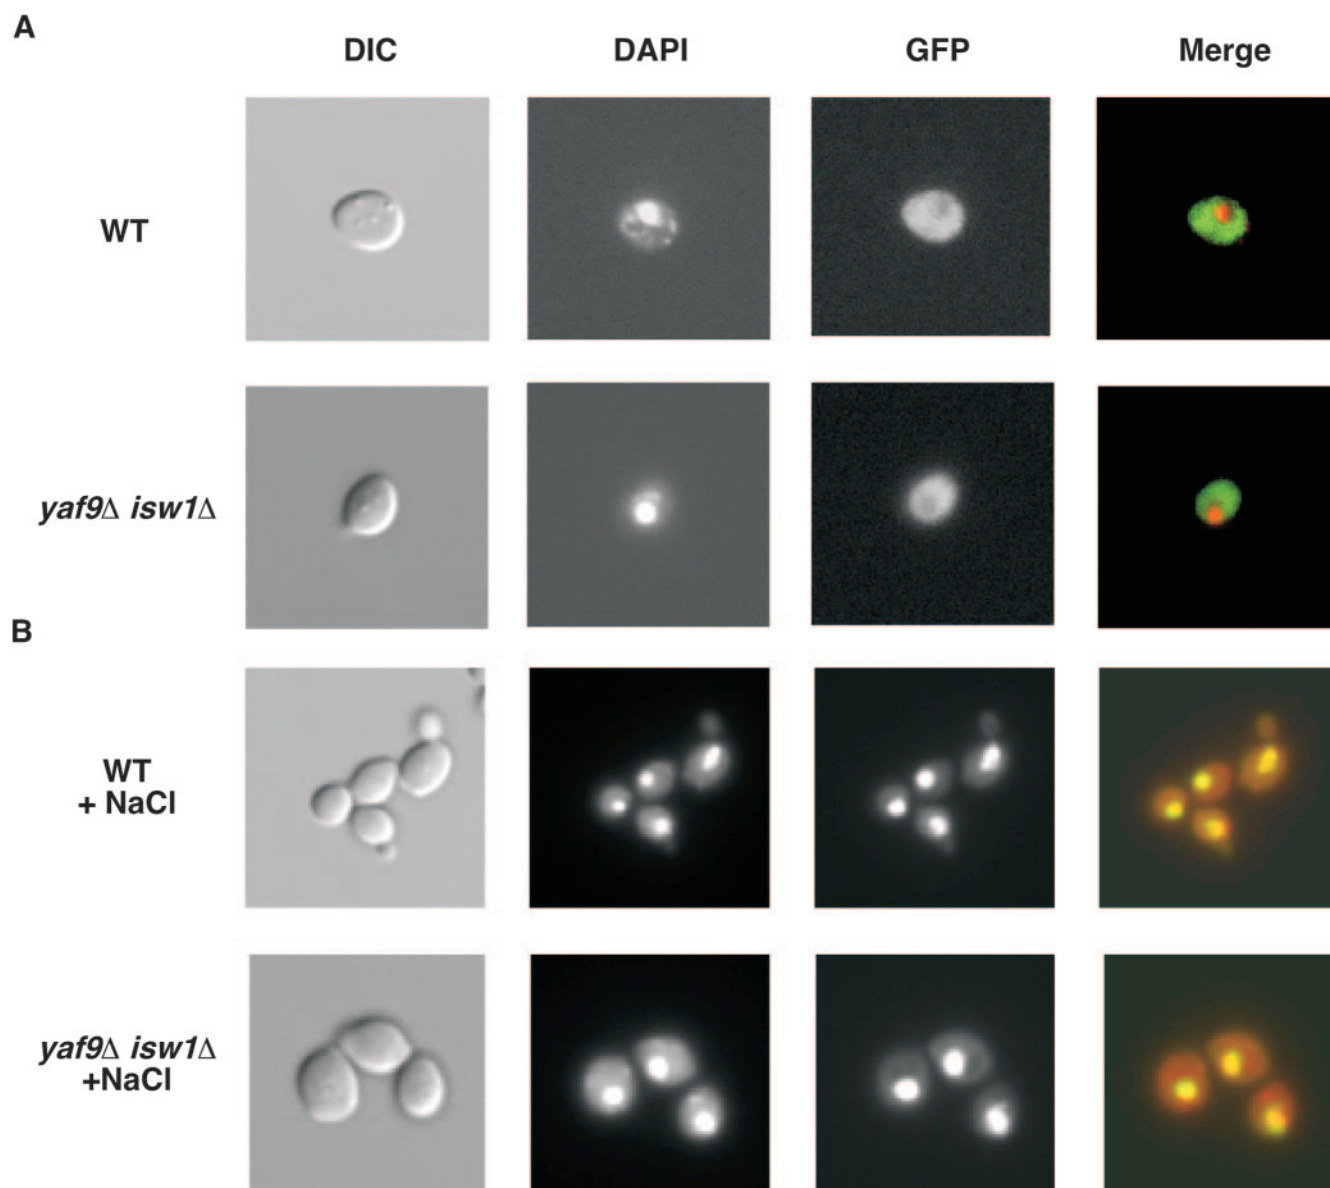 A
DIC DAPI GFP Merge
WT
yaf9Δ isw1Δ
B
WT
+ NaCl
yaf9Δ isw1Δ
+NaCl